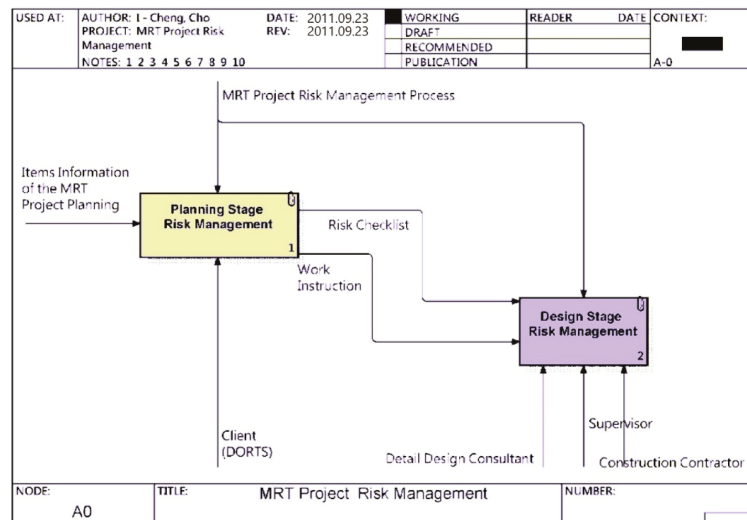 USED AT:
AUTHOR: I - Cheng, Cho
DATE: 2011.09.23
PROJECT: MRT Project Risk
Management
REV: 2011.09.23
NOTES: 1 2 3 4 5 6 7 8 9 10
WORKING
DRAFT
RECOMMENDED
PUBLICATION
READER DATE
CONTEXT:
A-0
MRT Project Risk Management Process
Items Information
of the MRT
Project Planning
Planning Stage
Risk Management
1
Risk Checklist
Work
Instruction
Design Stage
Risk Management
2
Client
(DORTS)
Supervisor
Detail Design Consultant
Construction Contractor
NODE:
A0
TITLE:
MRT Project Risk Management
NUMBER: